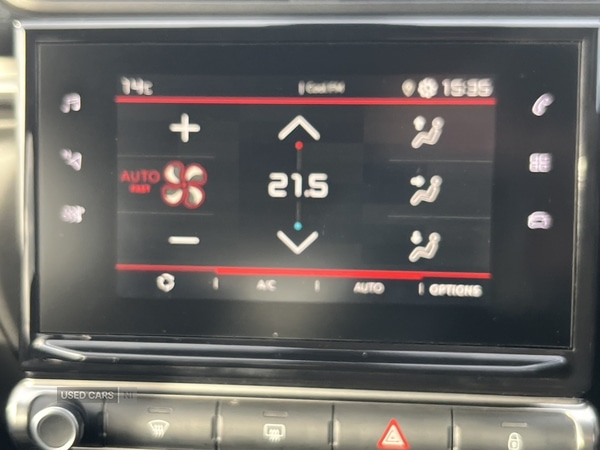 14c 15:35
AUTO
21.5
A/C AUTO OPTIONS
USED CARS